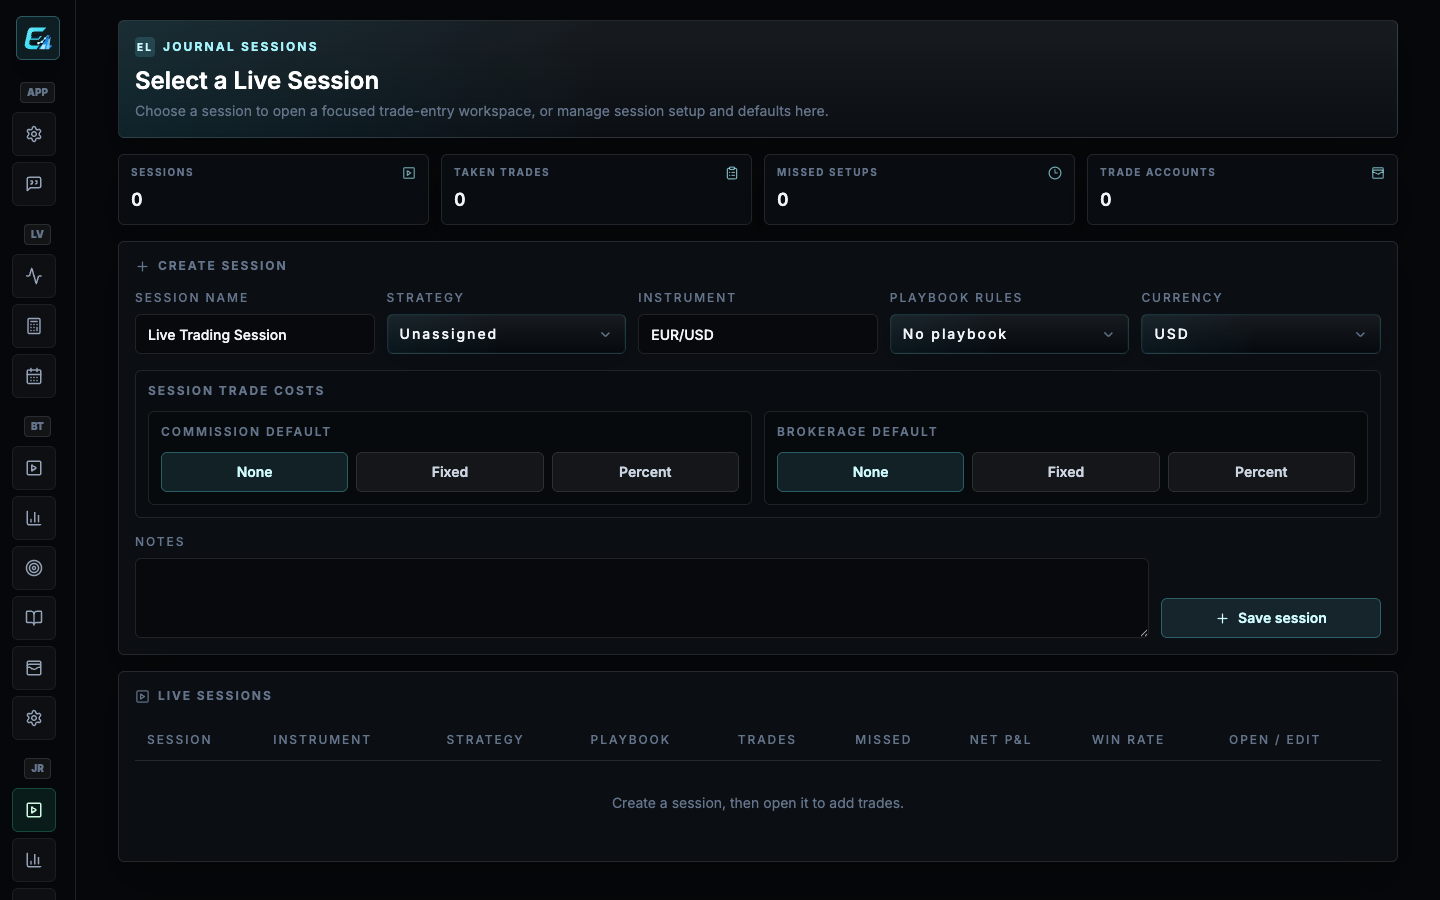 APP
LV
BT
JR
EL JOURNAL SESSIONS
Select a Live Session
Choose a session to open a focused trade-entry workspace, or manage session setup and defaults here.
SESSIONS
0
TAKEN TRADES
0
MISSED SETUPS
0
TRADE ACCOUNTS
0
CREATE SESSION
SESSION NAME
Live Trading Session
STRATEGY
Unassigned
INSTRUMENT
EUR/USD
PLAYBOOK RULES
No playbook
CURRENCY
USD
SESSION TRADE COSTS
COMMISSION DEFAULT
None Fixed Percent
BROKERAGE DEFAULT
None Fixed Percent
NOTES
Save session
LIVE SESSIONS
SESSION INSTRUMENT STRATEGY PLAYBOOK TRADES MISSED NET P&L WIN RATE OPEN / EDIT
Create a session, then open it to add trades.